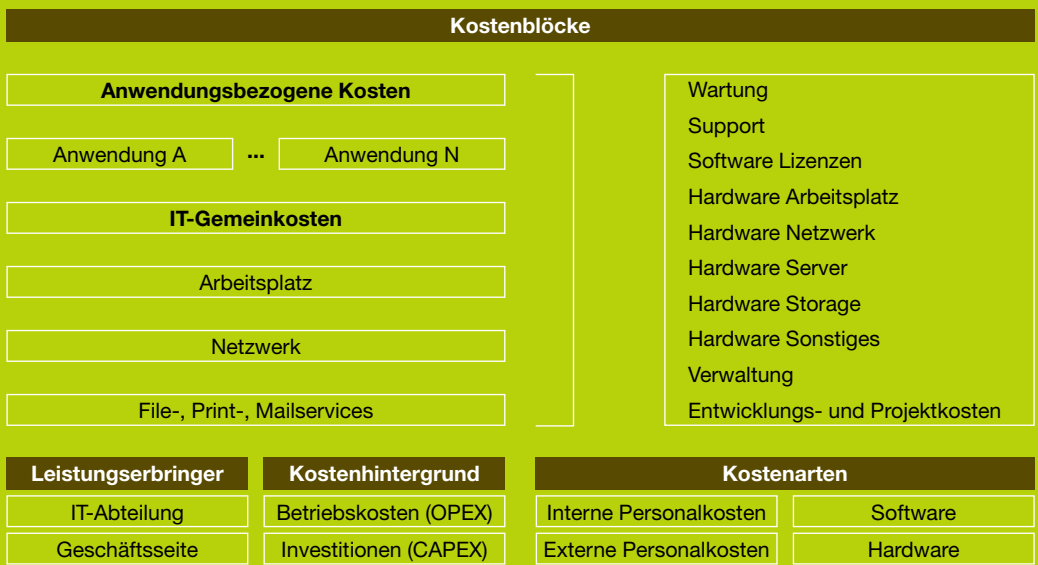 Kostenblöcke
Anwendungsbezogene Kosten
Anwendung A ... Anwendung N
IT-Gemeinkosten
Arbeitsplatz
Netzwerk
File-, Print-, Mailservices
Wartung
Support
Software Lizenzen
Hardware Arbeitsplatz
Hardware Netzwerk
Hardware Server
Hardware Storage
Hardware Sonstiges
Verwaltung
Entwicklungs- und Projektkosten
Leistungserbringer
IT-Abteilung
Geschäftsseite
Kostenhintergrund
Betriebskosten (OPEX)
Investitionen (CAPEX)
Kostenarten
Interne Personalkosten
Software
Externe Personalkosten
Hardware